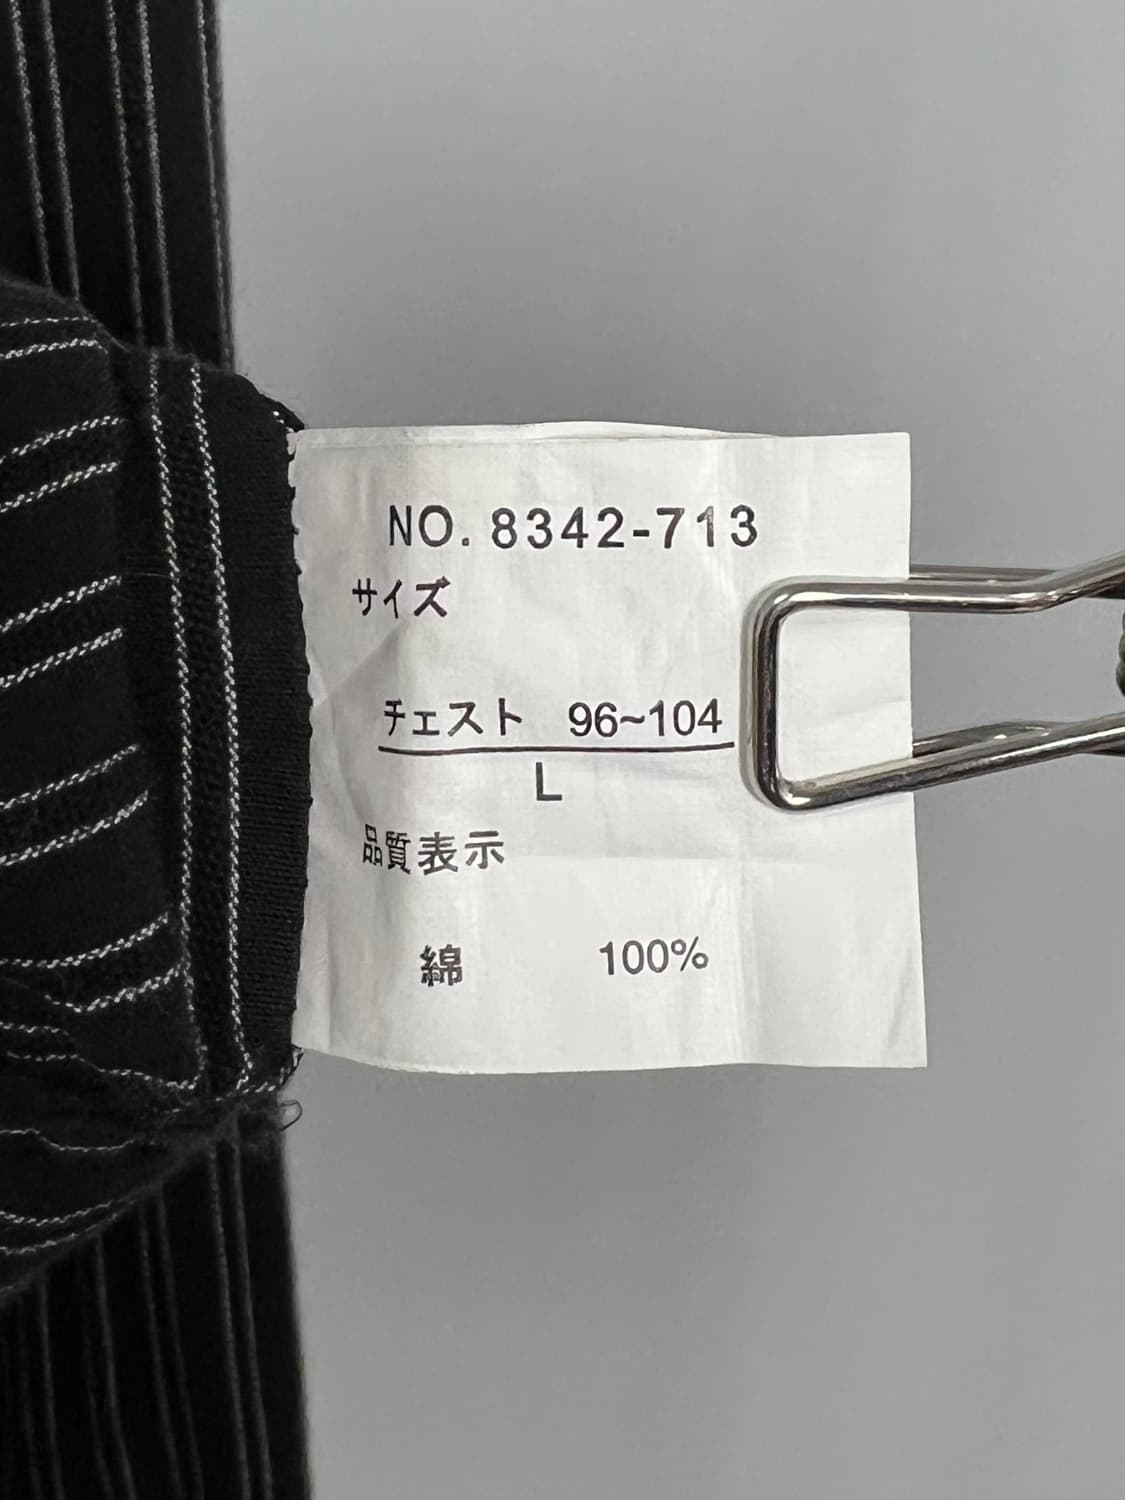 NO. 8342-713
サイズ
チェスト 96~104
L
品質表示
綿 100%